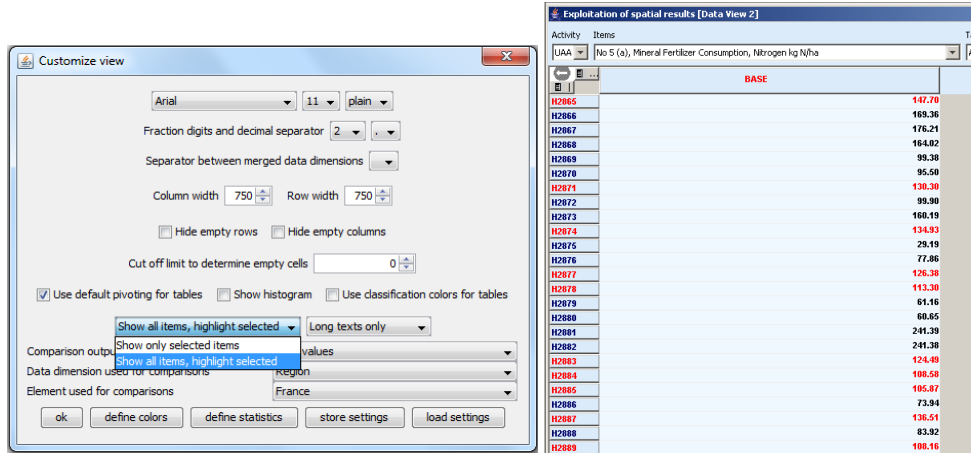 Customize view
Arial 11 plain
Fraction digits and decimal separator 2 .
Separator between merged data dimensions
Column width 750 Row width 750
Hide empty rows Hide empty columns
Cut off limit to determine empty cells 0
Use default pivoting for tables Show histogram Use classification colors for tables
Show all items, highlight selected Long texts only
Show only selected items
Show all items, highlight selected
Comparison outpu values
Data dimension used for comparisons Region
Element used for comparisons France
ok define colors define statistics store settings load settings
Exploitation of spatial results [Data View 2]
Activity Items
UAA No 5 (a), Mineral Fertilizer Consumption, Nitrogen kg N/ha
BASE
H2865 147.70
H2866 169.36
H2867 176.21
H2868 164.02
H2869 99.38
H2870 95.50
H2871 130.30
H2872 99.90
H2873 160.19
H2874 134.93
H2875 29.19
H2876 77.86
H2877 126.38
H2878 113.30
H2879 61.16
H2880 60.65
H2881 241.39
H2882 241.38
H2883 124.49
H2884 108.58
H2885 105.87
H2886 73.94
H2887 136.51
H2888 83.92
H2889 108.16